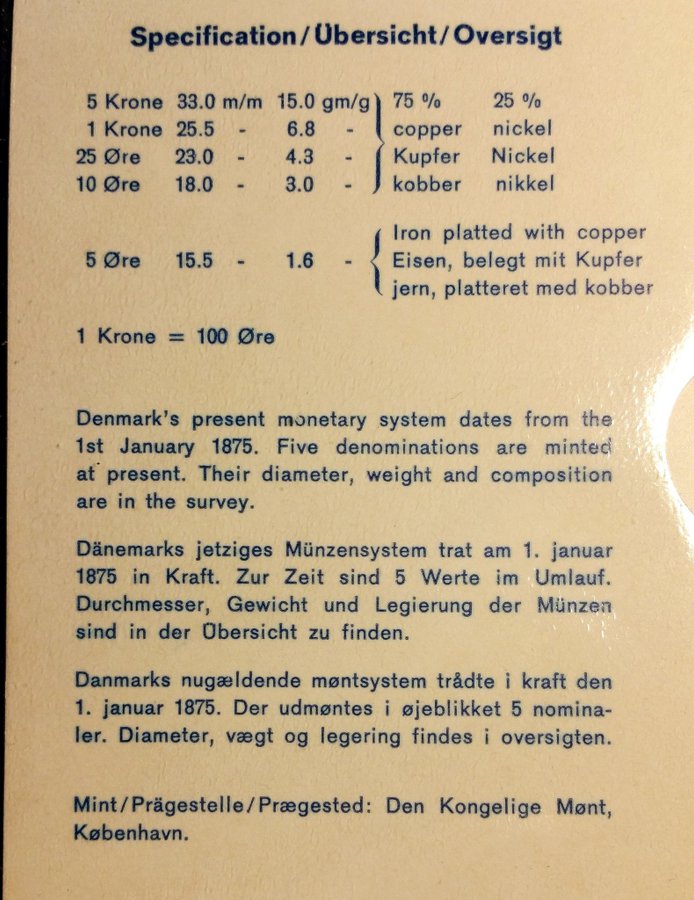 Specification/Übersicht/Oversigt
5 Krone 33.0 m/m 15.0 gm/g 75 % 25 %
1 Krone 25.5 - 6.8 - copper nickel
25 Øre 23.0 - 4.3 - Kupfer Nickel
10 Øre 18.0 - 3.0 - kobber nikkel
Iron platted with copper
5 Øre 15.5 - 1.6 - Eisen, belegt mit Kupfer
jern, platteret med kobber
1 Krone = 100 Øre
Denmark's present monetary system dates from the
1st January 1875. Five denominations are minted
at present. Their diameter, weight and composition
are in the survey.
Dänemarks jetziges Münzensystem trat am 1. januar
1875 in Kraft. Zur Zeit sind 5 Werte im Umlauf.
Durchmesser, Gewicht und Legierung der Münzen
sind in der Übersicht zu finden.
Danmarks nugældende møntsystem trådte i kraft den
1. januar 1875. Der udmøntes i øjeblikket 5 nomina-
ler. Diameter, vægt og legering findes i oversigten.
Mint/Prägestelle/Prægested: Den Kongelige Mønt,
København.